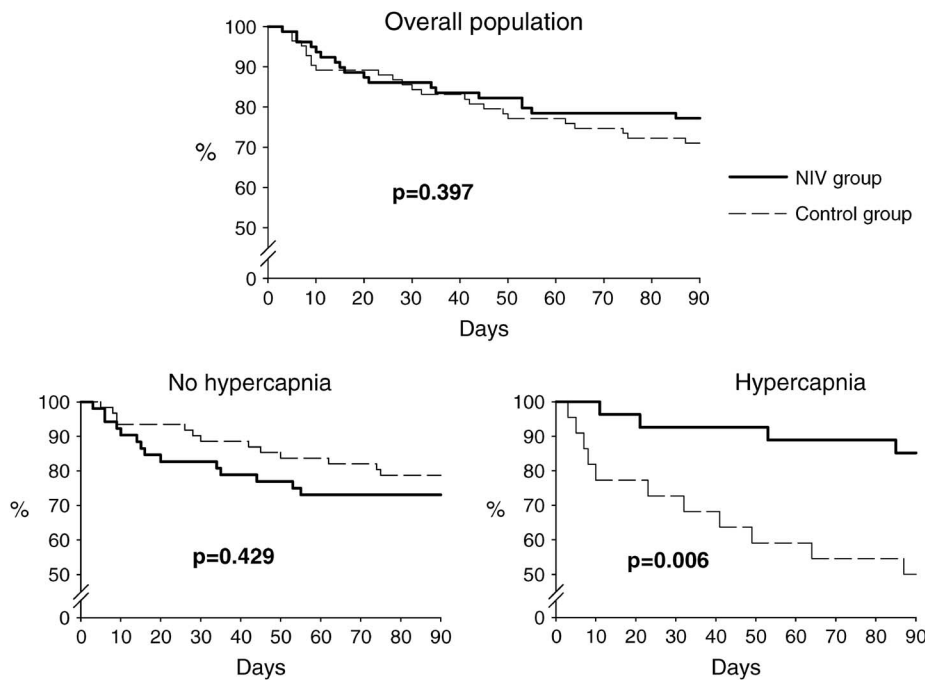 Overall population
100
90
80
70
60
50
0
%
p=0.397
0 10 20 30 40 50 60 70 80 90
Days
NIV group
Control group
No hypercapnia
100
90
80
70
60
50
0
%
p=0.429
0 10 20 30 40 50 60 70 80 90
Days
Hypercapnia
100
90
80
70
60
50
0
%
p=0.006
0 10 20 30 40 50 60 70 80 90
Days